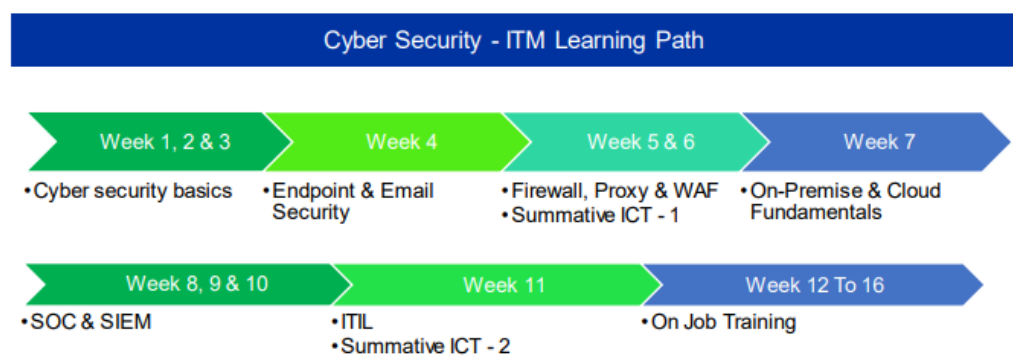 Cyber Security - ITM Learning Path
Week 1, 2 & 3
Week 4
Week 5 & 6
Week 7
•Cyber security basics
•Endpoint & Email
Security
•Firewall, Proxy & WAF
•Summative ICT - 1
•On-Premise & Cloud
Fundamentals
Week 8, 9 & 10
Week 11
Week 12 To 16
•SOC & SIEM
•ITIL
•Summative ICT - 2
•On Job Training